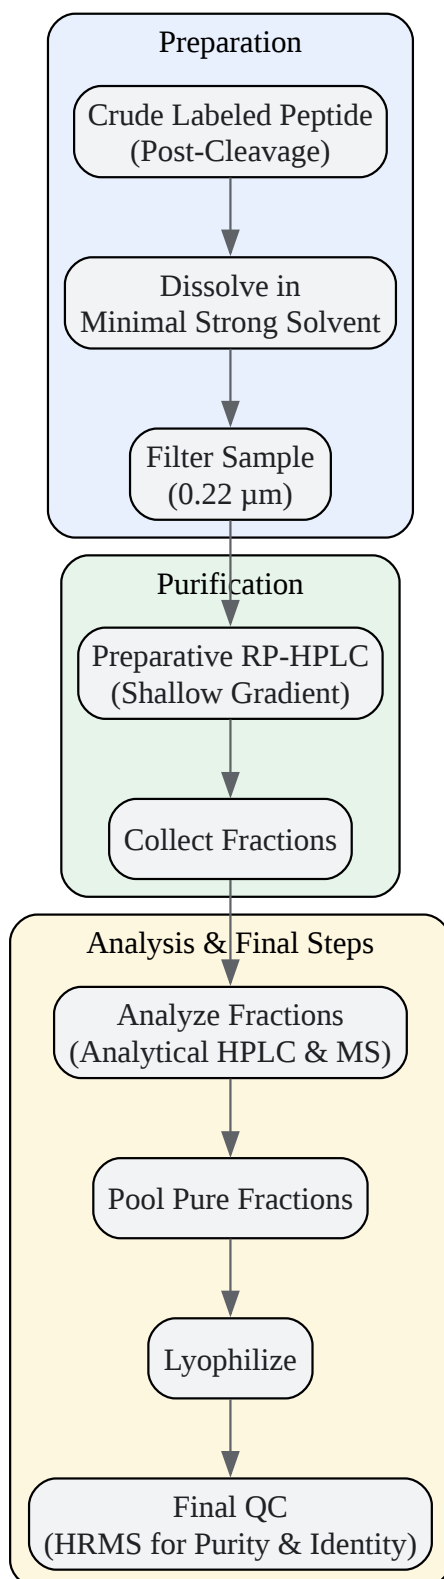 Preparation
Crude Labeled Peptide
(Post-Cleavage)
Dissolve in
Minimal Strong Solvent
Filter Sample
(0.22 µm)
Purification
Preparative RP-HPLC
(Shallow Gradient)
Collect Fractions
Analysis & Final Steps
Analyze Fractions
(Analytical HPLC & MS)
Pool Pure Fractions
Lyophilize
Final QC
(HRMS for Purity & Identity)